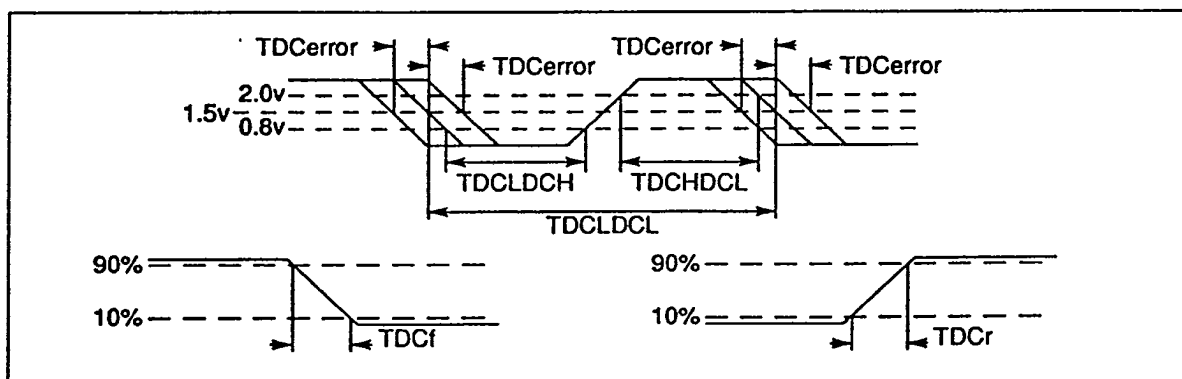 TDCerror
TDCerror
TDCerror
TDCerror
2.0v
1.5v
0.8v
TDCLDCH
TDCHDCL
TDCLDCL
90%
10%
TDCf
90%
10%
TDCr